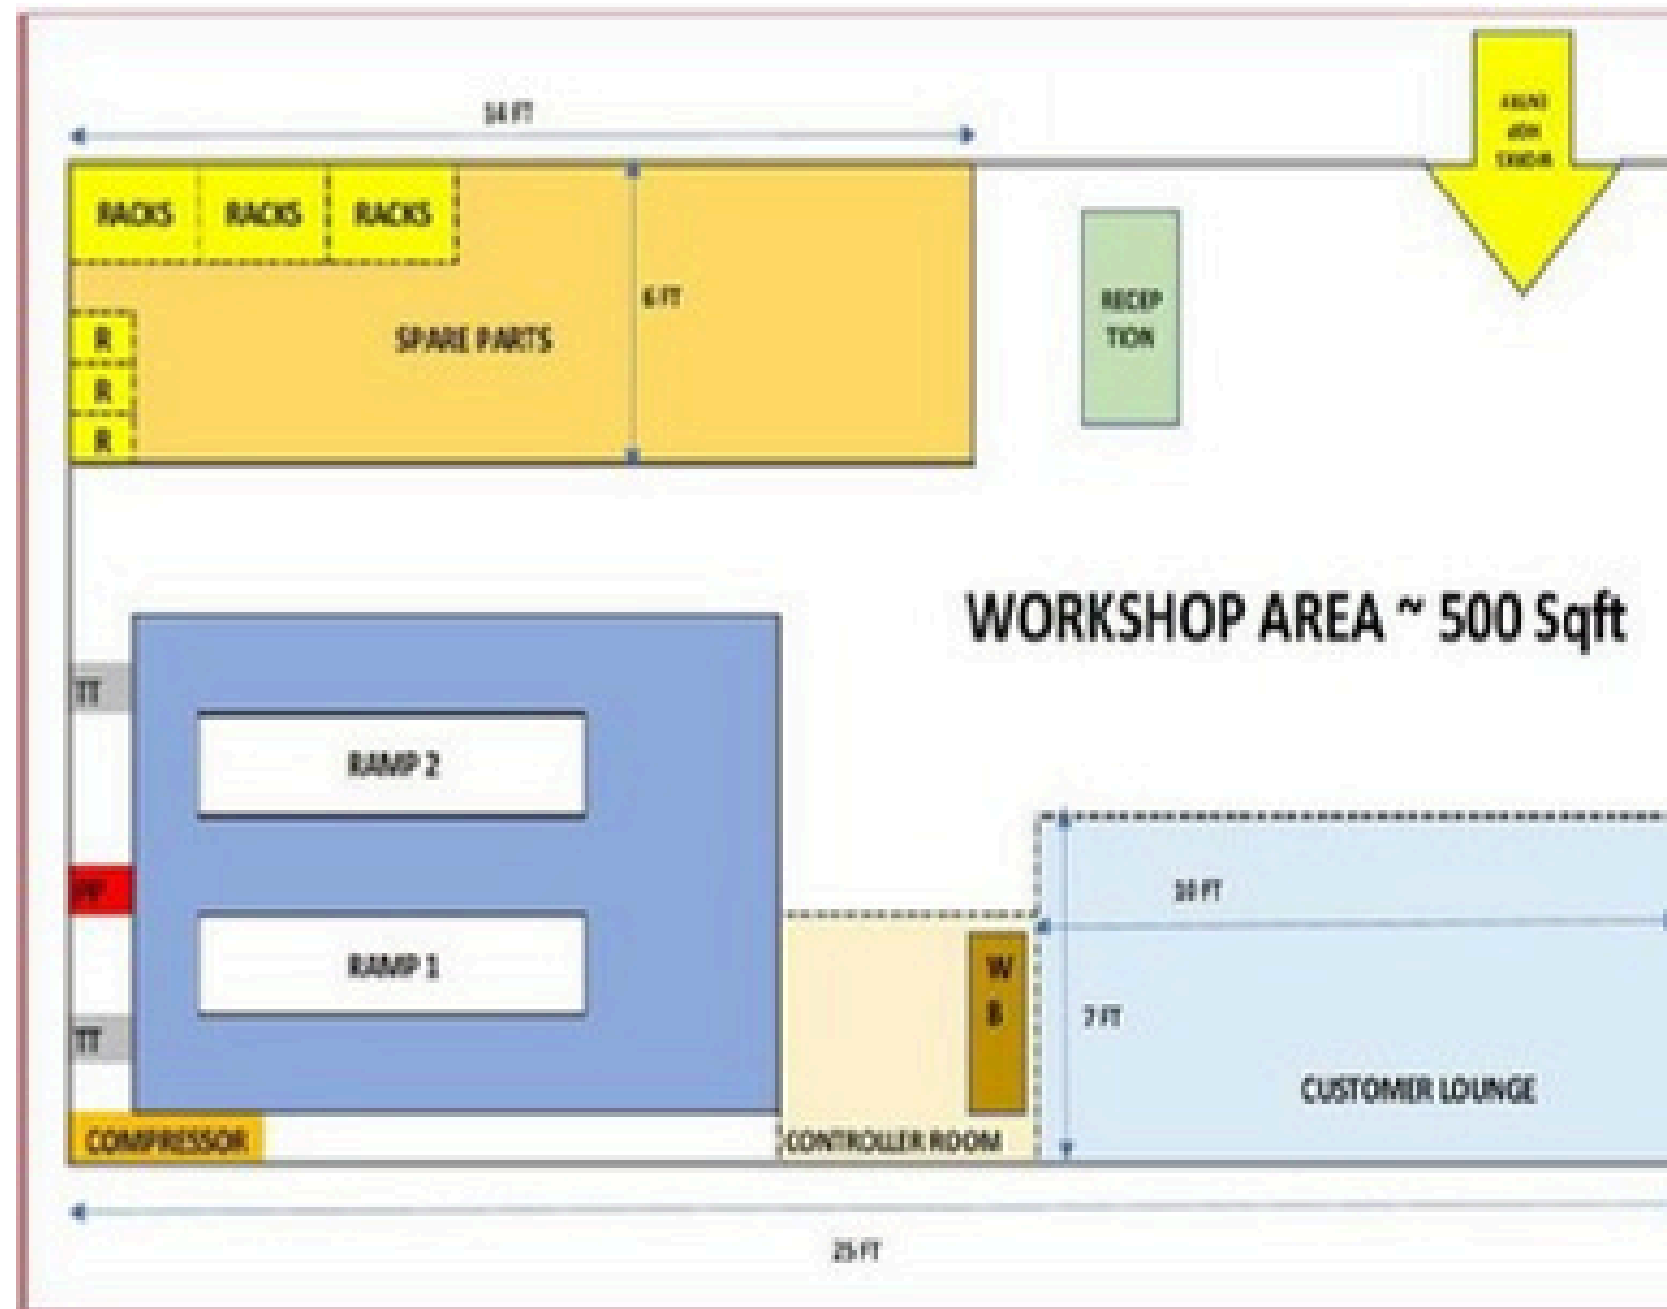 14 FT
RACKS RACKS RACKS
6 FT
R
R
R
SPARE PARTS
RECEP
TION
WORKSHOP AREA ~ 500 Sqft
TT
RAMP 2
PP
RAMP 1
TT
COMPRESSOR
W
B
CONTROLLER ROOM
10 FT
7 FT
CUSTOMER LOUNGE
25 FT